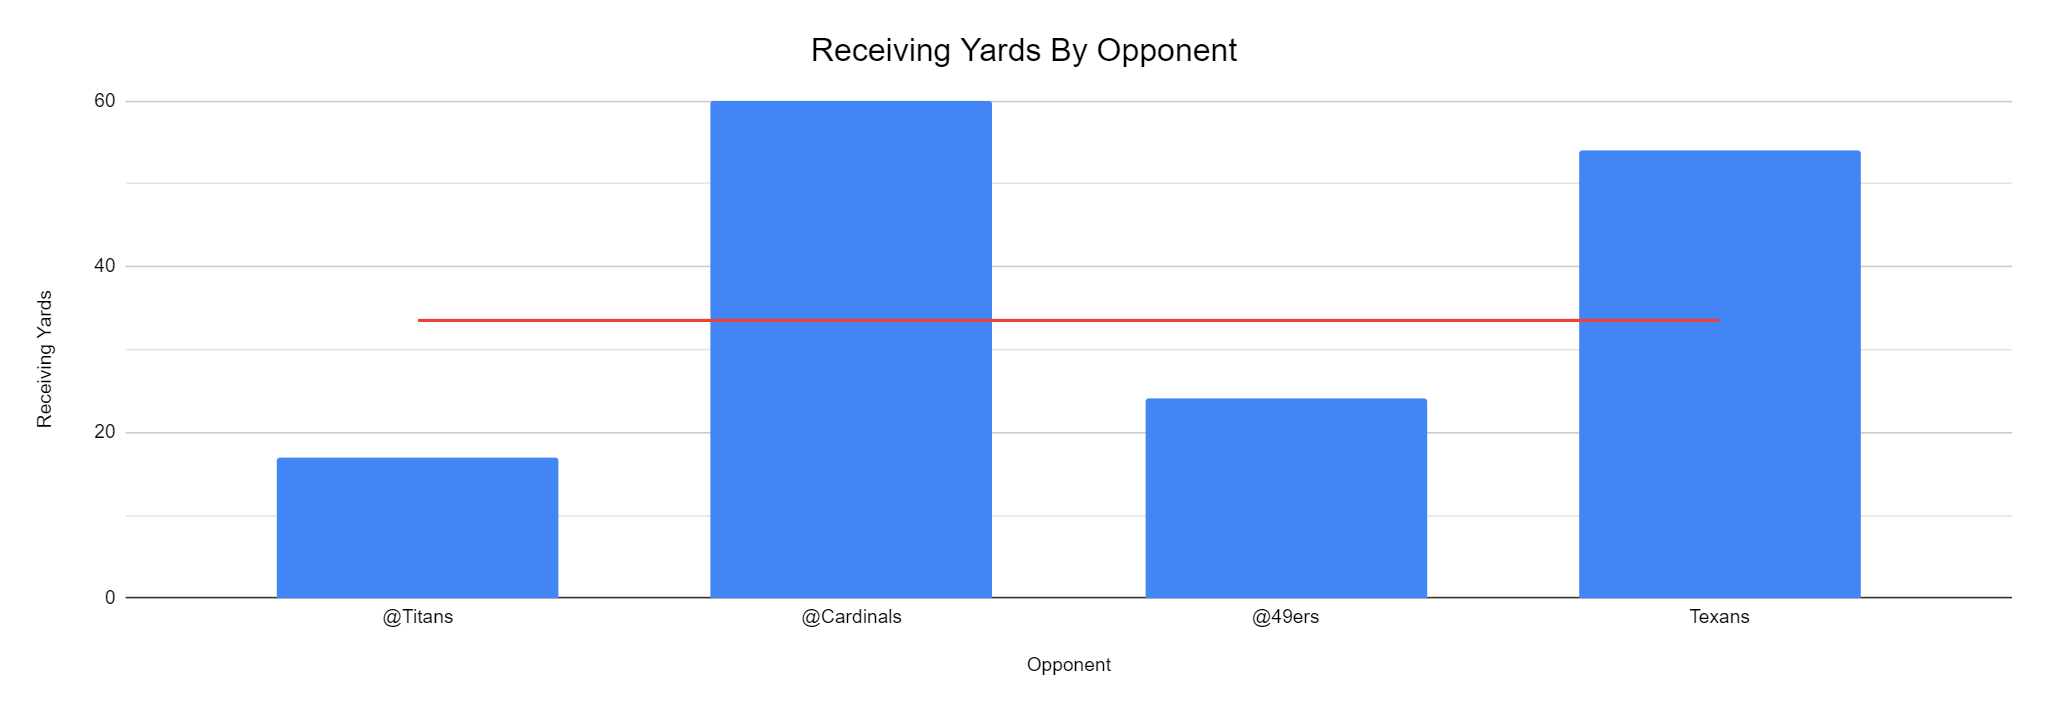 Receiving Yards By Opponent
Receiving Yards
60
40
20
0
@Titans
@Cardinals
@49ers
Texans
Opponent